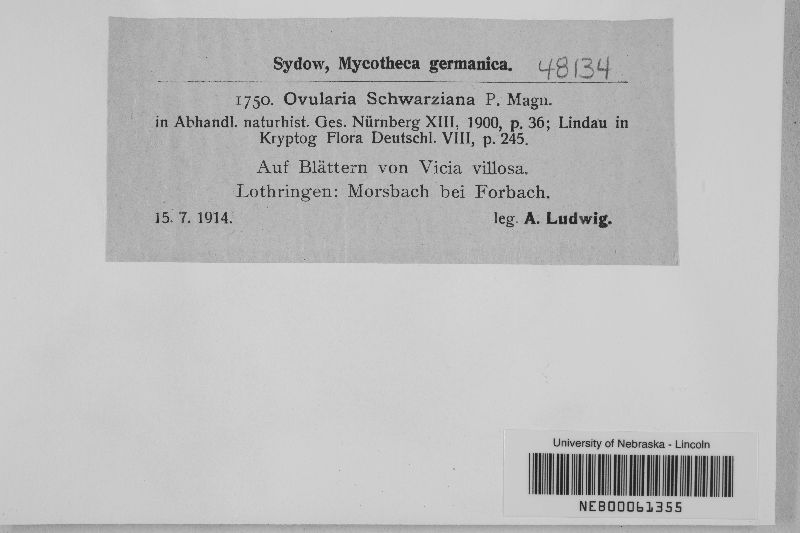 Sydow, Mycotheca germanica. 48134
1750. Ovularia Schwarziana P. Magn.
in Abhandl. naturhist. Ges. Nürnberg XIII, 1900, p. 36; Lindau in
Kryptog Flora Deutschl. VIII, p. 245.
Auf Blättern von Vicia villosa.
Lothringen: Morsbach bei Forbach.
15. 7. 1914. leg. A. Ludwig.
University of Nebraska - Lincoln
NEB00061355